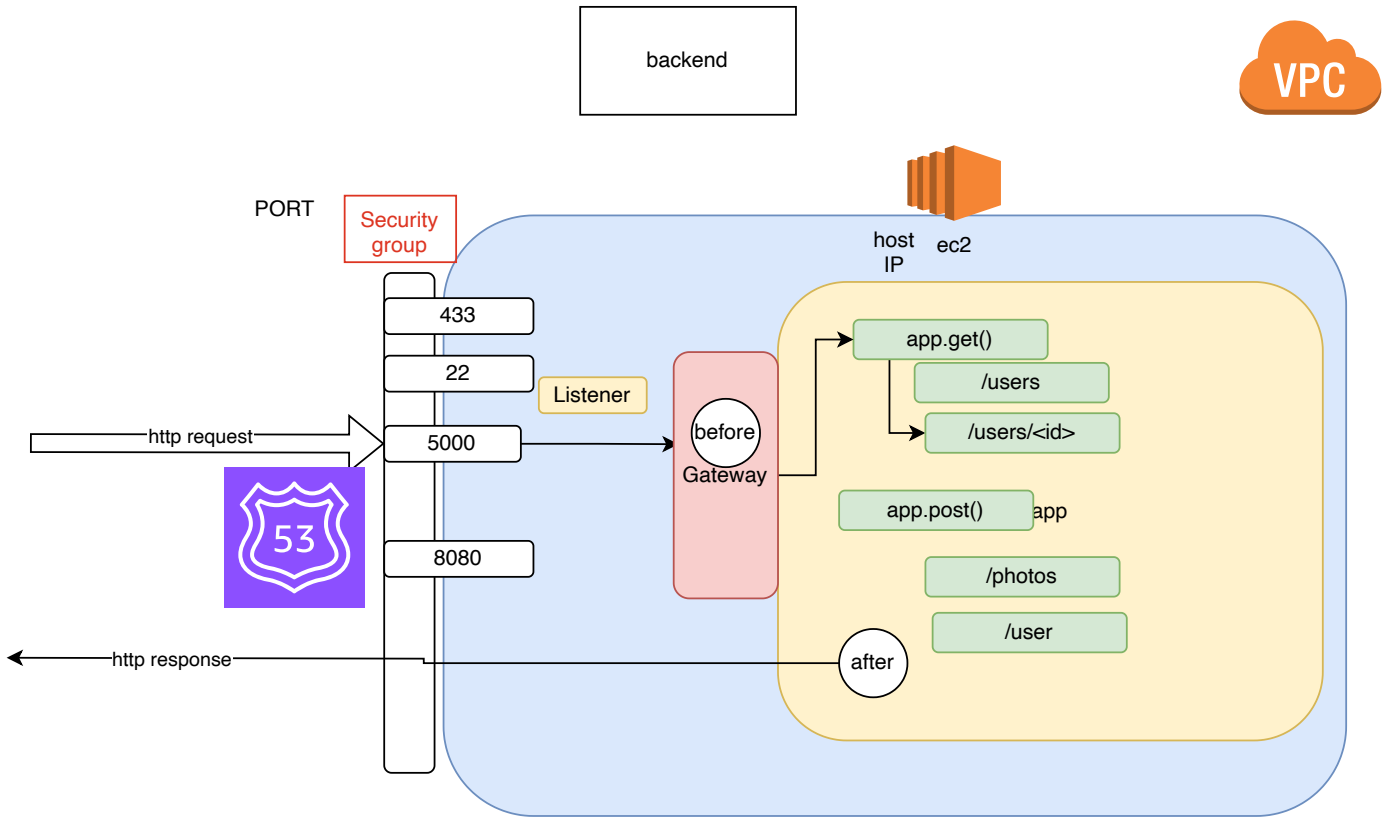 backend
VPC
PORT
Security
group
host
IP
ec2
433
22
Listener
5000
http request
before
Gateway
app.get()
/users
/users/<id>
app.post()
app
53
8080
/photos
/user
http response
after